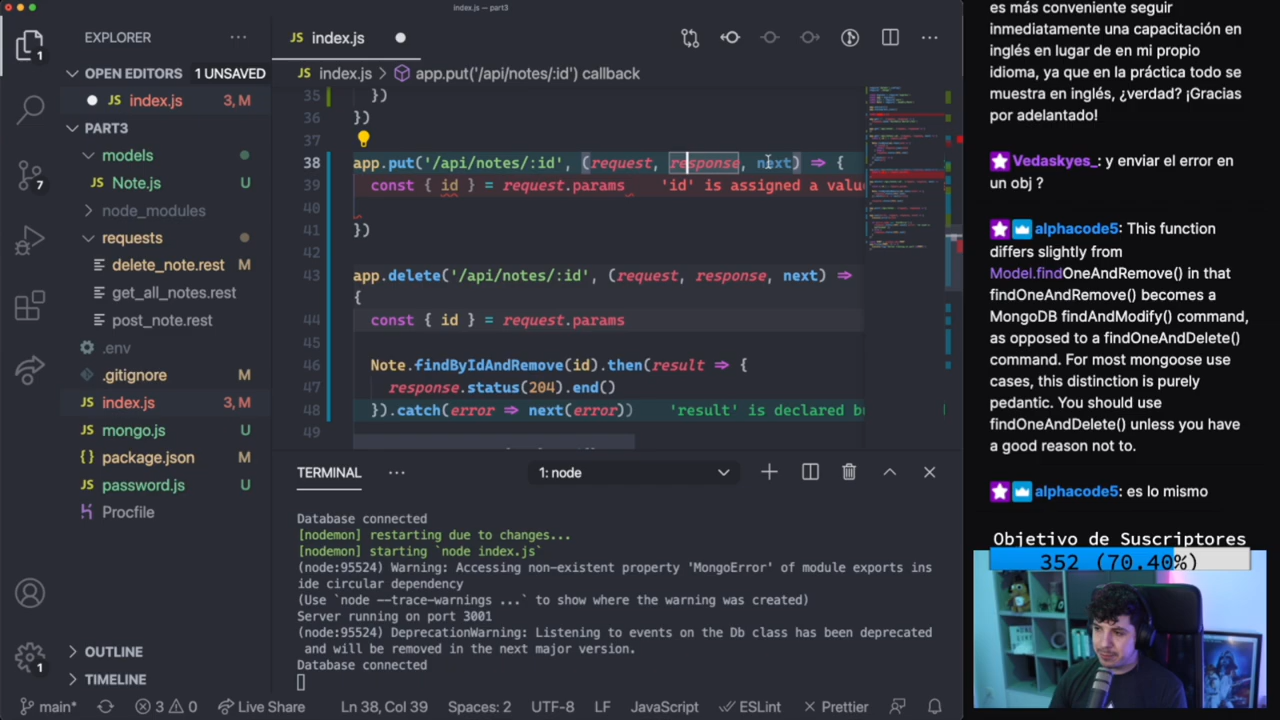 index.js — part3
EXPLORER
OPEN EDITORS 1 UNSAVED
index.js 3, M
PART3
models
Note.js U
node_modules
requests
delete_note.rest M
get_all_notes.rest
post_note.rest
.env
.gitignore M
index.js 3, M
mongo.js U
package.json M
password.js U
Procfile
OUTLINE
TIMELINE
1
7
1
JS index.js
JS index.js > app.put('/api/notes/:id') callback
35 })
36 })
37
38 app.put('/api/notes/:id', (request, response, next) => {
39 const { id } = request.params 'id' is assigned a value
40
41 })
42
43 app.delete('/api/notes/:id', (request, response, next) =>
{
44 const { id } = request.params
45
46 Note.findByIdAndRemove(id).then(result => {
47 response.status(204).end()
48 }).catch(error => next(error)) 'result' is declared b
49
TERMINAL 1: node
Database connected
[nodemon] restarting due to changes...
[nodemon] starting `node index.js`
(node:95524) Warning: Accessing non-existent property 'MongoError' of module exports ins
ide circular dependency
(Use `node --trace-warnings ...` to show where the warning was created)
Server running on port 3001
(node:95524) DeprecationWarning: Listening to events on the Db class has been deprecated
and will be removed in the next major version.
Database connected
main* 3 0 Live Share Ln 38, Col 39 Spaces: 2 UTF-8 LF JavaScript ESLint Prettier
es más conveniente seguir
inmediatamente una capacitación en
inglés en lugar de en mi propio
idioma, ya que en la práctica todo se
muestra en inglés, ¿verdad? ¡Gracias
por adelantado!
Vedaskyes_: y enviar el error en
un obj ?
alphacode5: This function
differs slightly from
Model.findOneAndRemove() in that
findOneAndRemove() becomes a
MongoDB findAndModify() command,
as opposed to a findOneAndDelete()
command. For most mongoose use
cases, this distinction is purely
pedantic. You should use
findOneAndDelete() unless you have
a good reason not to.
alphacode5: es lo mismo
Objetivo de Suscriptores
352 (70.40%)